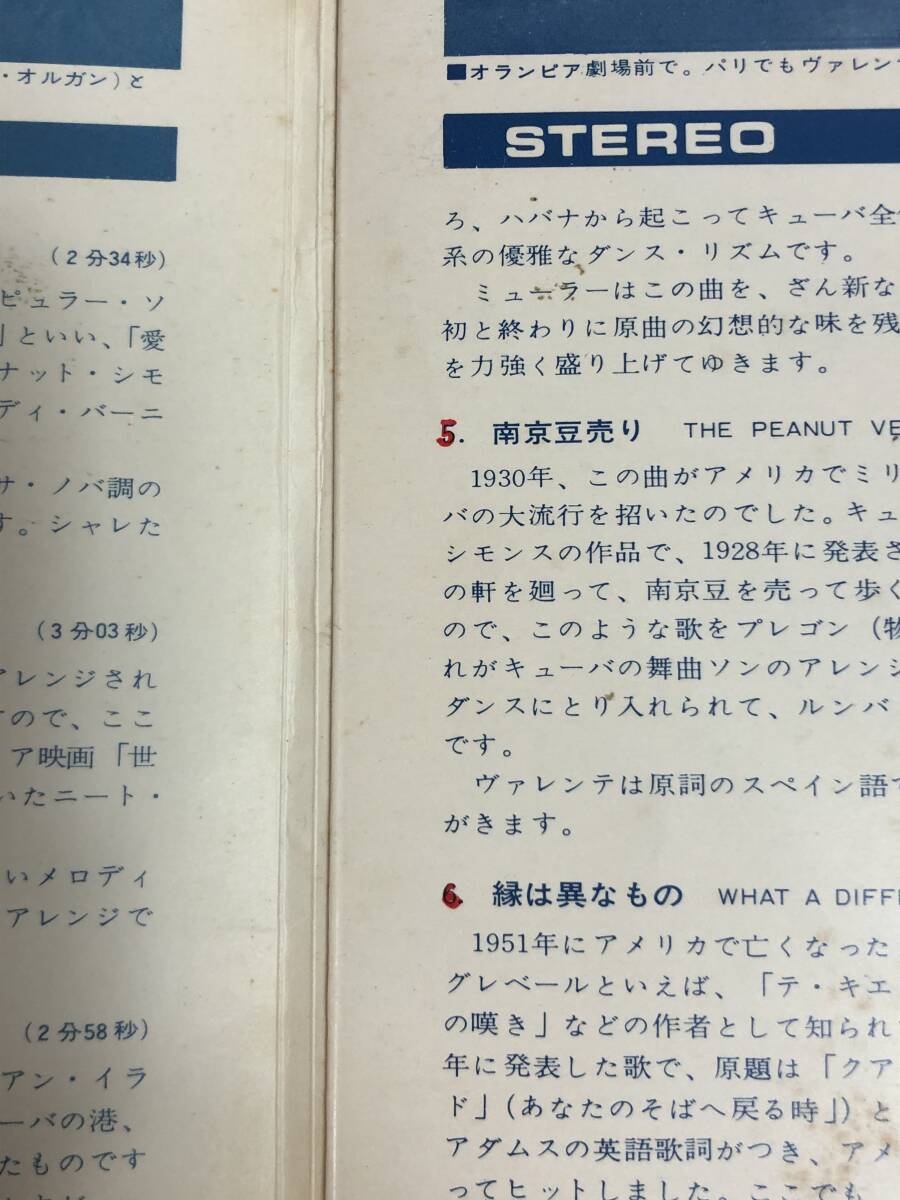 ・オルガン)と
(2分34秒)
ピュラー・ソ
」といい、「愛
ナット・シモ
ディ・バーニ
サ・ノバ調の
す。シャレた
(3分03秒)
アレンジされ
すので、ここ
ア映画「世
いたニート・
いメロディ
アレンジで
(2分58秒)
アン・イラ
ーバの港、
たものです
■オランピア劇場前で。パリでもヴァレン
STEREO
ろ、ハバナから起こってキューバ全
系の優雅なダンス・リズムです。
ミューラーはこの曲を、ざん新な
初と終わりに原曲の幻想的な味を残
を力強く盛り上げてゆきます。
5. 南京豆売り THE PEANUT VE
1930年、この曲がアメリカでミリ
バの大流行を招いたのでした。キュ
シモンスの作品で、1928年に発表さ
の軒を廻って、南京豆を売って歩く
ので、このような歌をプレゴン(物
れがキューバの舞曲ソンのアレンジ
ダンスにとり入れられて、ルンバ
です。
ヴァレンテは原詞のスペイン語で
がきます。
6. 縁は異なもの WHAT A DIFFE
1951年にアメリカで亡くなった
グレベールといえば、「テ・キエ
の嘆き」などの作者として知られ
年に発表した歌で、原題は「クア
ド」(あなたのそばへ戻る時」)と
アダムスの英語歌詞がつき、アメ
ってヒットしました。ここでも